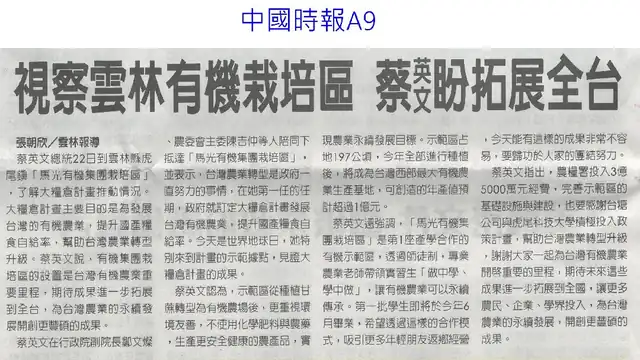 中國時報A9
視察雲林有機栽培區 蔡英文盼拓展全台
張朝欣／雲林報導
蔡英文總統22日到雲林縣虎
尾鎮「馬光有機集團栽培區」
，了解大糧倉計畫推動情況。
大糧倉計畫主要目的是為發展
台灣的有機農業，提升國產糧
食自給率，幫助台灣農業轉型
升級。蔡英文說，有機集團栽
培區的設置是台灣有機農業重
要里程，期待成果進一步拓展
到全台，為台灣農業的永續發
展開創更豐碩的成果。
蔡英文在行政院副院長鄭文燦
、農委會主委陳吉仲等人陪同下
抵達「馬光有機集團栽培區」，
並表示，台灣農業轉型是政府一
直努力的事情，在她第一任的任
期，政府就訂定大糧倉計畫發展
台灣有機農業，提升國產糧食自
給率。今天是世界地球日，她特
別來到計畫的示範據點，見證大
糧倉計畫的成果。
蔡英文認為，示範區從種植甘
蔗轉型為有機農場後，更重視環
境友善，不使用化學肥料與農藥
，生產更安全健康的農產品，實
現農業永續發展目標。示範區占
地197公頃，今年全部進行種植
後，將成為台灣西部最大有機農
業生產基地，可創造的年產值預
計超過1億元。
蔡英文還強調，「馬光有機集
團栽培區」是第1座產學合作的
有機示範區，透過師走制，專業
農業老師帶領實習生「做中學、
學中做」，讓有機農業可以永續
傳承。第一批學生即將於今年6
月畢業，希望透過這樣的合作模
式，吸引更多年輕朋友返鄉經營
，今天能有這樣的成果非常不容
易，要歸功於人家的團結努力。
蔡英文指出，農糧署投入3億
5000萬元經費，完善示範區的
基礎設施與建設，也要感謝台糖
公司與虎尾科技大學積極投入政
策計畫，幫助台灣農業轉型升級
，謝謝大家一起為台灣有機農業
開啓重要的里程，期待未來這些
成果進一步拓展到全國，讓更多
農民、企業、學界投入，為台灣
農業的永續發展，開創更豐碩的
成果。